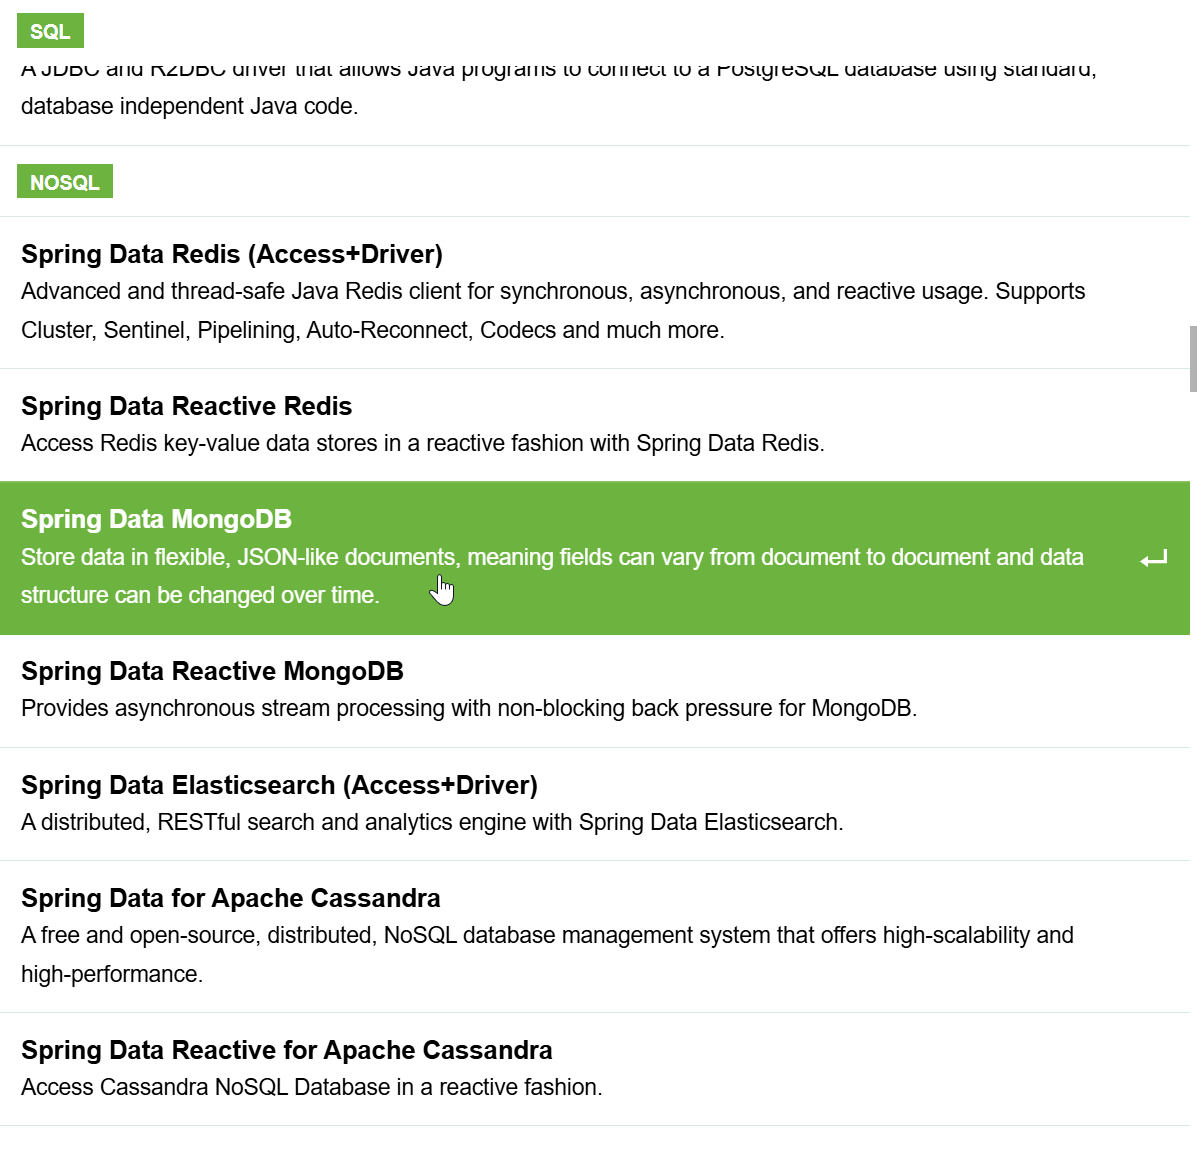 SQL
A JDBC and R2DBC driver that allows Java programs to connect to a PostgreSQL database using standard,
database independent Java code.
NOSQL
Spring Data Redis (Access+Driver)
Advanced and thread-safe Java Redis client for synchronous, asynchronous, and reactive usage. Supports
Cluster, Sentinel, Pipelining, Auto-Reconnect, Codecs and much more.
Spring Data Reactive Redis
Access Redis key-value data stores in a reactive fashion with Spring Data Redis.
Spring Data MongoDB
Store data in flexible, JSON-like documents, meaning fields can vary from document to document and data
structure can be changed over time.
Spring Data Reactive MongoDB
Provides asynchronous stream processing with non-blocking back pressure for MongoDB.
Spring Data Elasticsearch (Access+Driver)
A distributed, RESTful search and analytics engine with Spring Data Elasticsearch.
Spring Data for Apache Cassandra
A free and open-source, distributed, NoSQL database management system that offers high-scalability and
high-performance.
Spring Data Reactive for Apache Cassandra
Access Cassandra NoSQL Database in a reactive fashion.